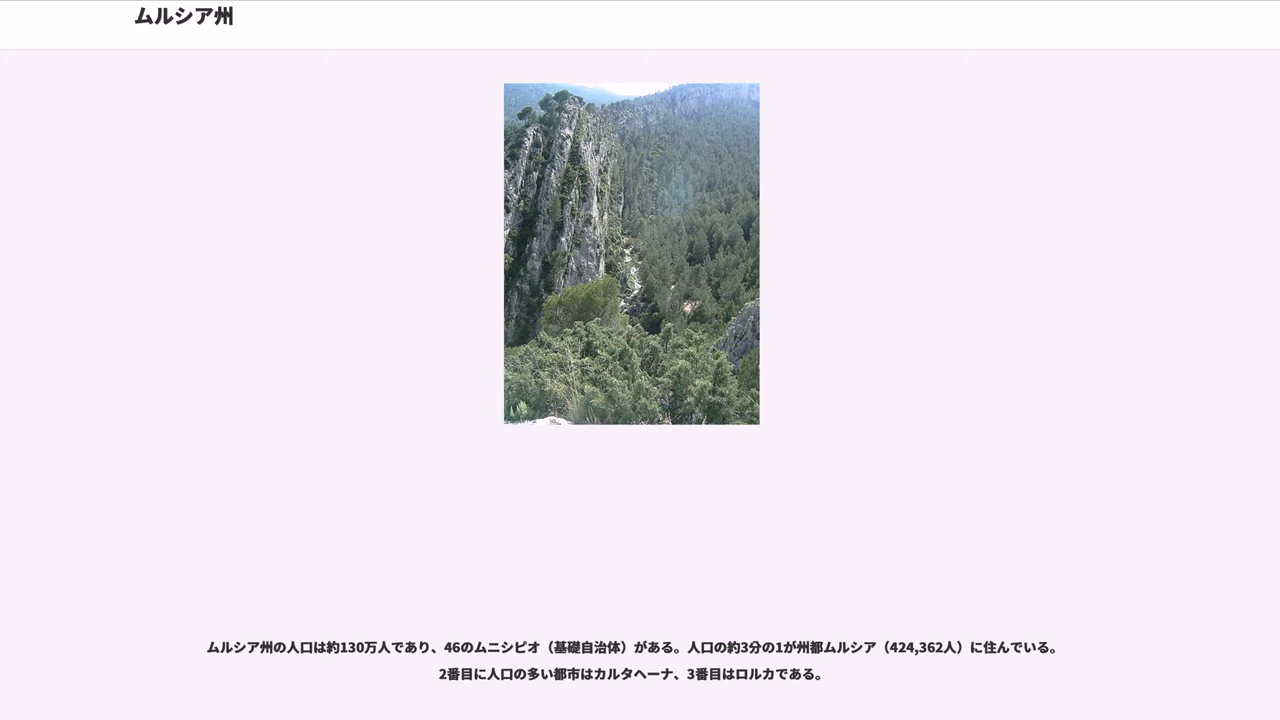 ムルシア州
ムルシア州の人口は約130万人であり、46のムニシピオ（基礎自治体）がある。人口の約3分の1が州都ムルシア（424,362人）に住んでいる。
2番目に人口の多い都市はカルタヘーナ、3番目はロルカである。